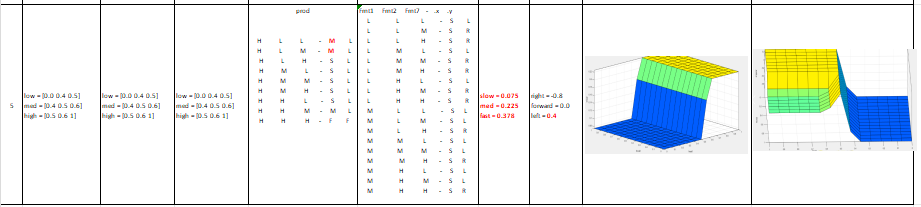 prod
Fmt1 Fmt2 Fmt7 - .x .y
5
low = [0.0 0.4 0.5]
med = [0.4 0.5 0.6]
high = [0.5 0.6 1]
low = [0.0 0.4 0.5]
med = [0.4 0.5 0.6]
high = [0.5 0.6 1]
low = [0.0 0.4 0.5]
med = [0.4 0.5 0.6]
high = [0.5 0.6 1]
H L L - M L
H L M - M L
H L H - S L
H M L - S L
H M M - S L
H M H - S L
H H L - S L
H H M - M L
H H H - F F
L L L - S L
L L M - S R
L L H - S R
L M L - S L
L M M - S R
L M H - S R
L H L - S L
L H M - S R
L H H - S R
M L L - S L
M L M - S L
M L H - S R
M M L - S R
M M M - S L
M M H - S R
M H L - S L
M H M - S L
M H H - S R
slow = 0.075
med = 0.225
fast = 0.378
right = -0.8
forward = 0.0
left = 0.4